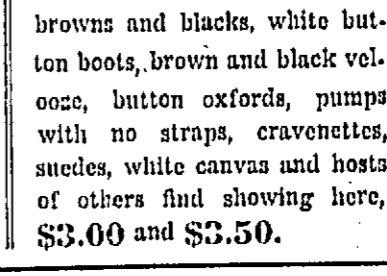 browns and blacks, white but-
ton boots, brown and black vel-
ooze, button oxfords, pumps
with no straps, cravenettes,
suedes, white canvas and hosts
of others find showing here,
$3.00 and $3.50.